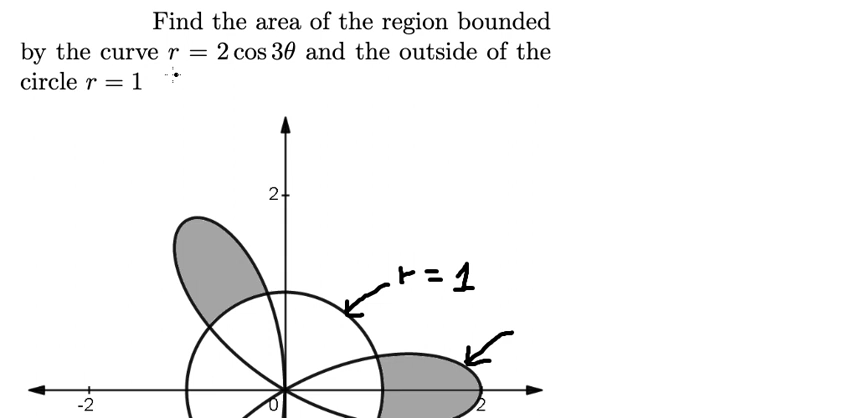 Find the area of the region bounded
by the curve r = 2 cos 3θ and the outside of the
circle r = 1
2
r = 1
-2
0
2